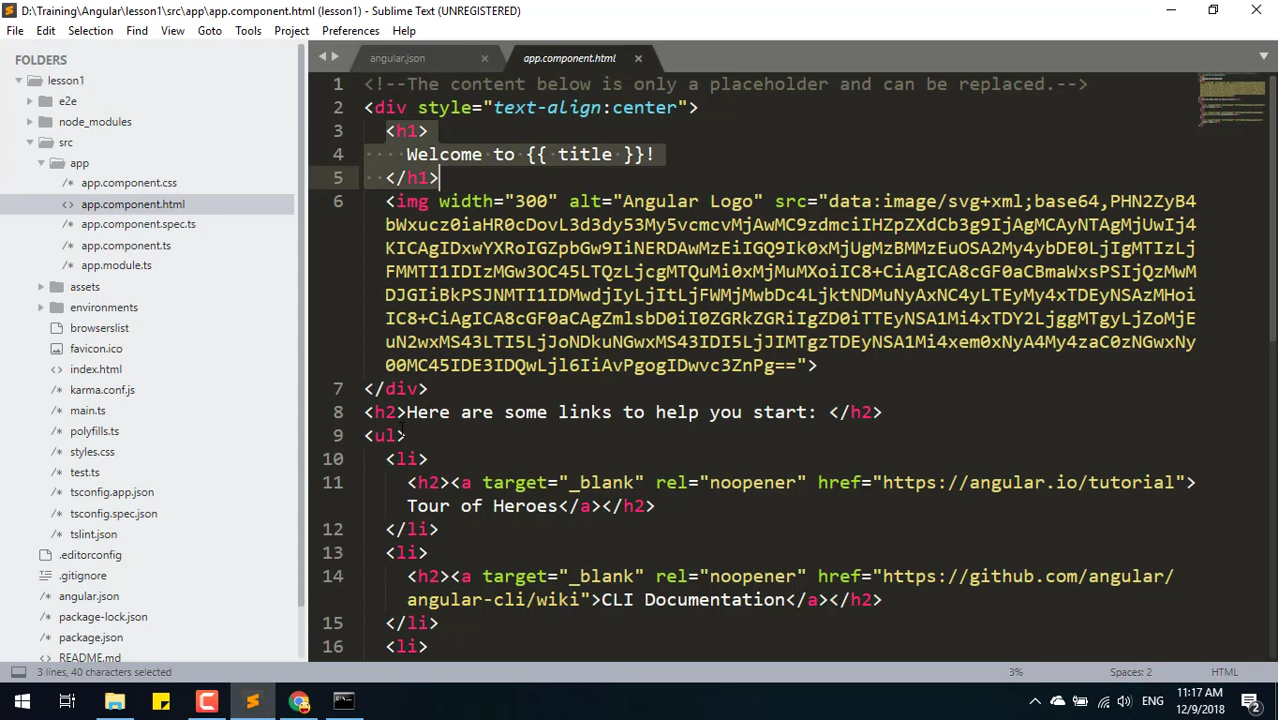 D:\Training\Angular\lesson1\src\app\app.component.html (lesson1) - Sublime Text (UNREGISTERED)
File Edit Selection Find View Goto Tools Project Preferences Help
FOLDERS
lesson1
e2e
node_modules
src
app
app.component.css
app.component.html
app.component.spec.ts
app.component.ts
app.module.ts
assets
environments
browserslist
favicon.ico
index.html
karma.conf.js
main.ts
polyfills.ts
styles.css
test.ts
tsconfig.app.json
tsconfig.spec.json
tslint.json
.editorconfig
.gitignore
angular.json
package-lock.json
package.json
README.md
angular.json
app.component.html
1 <!--The content below is only a placeholder and can be replaced.-->
2 <div style="text-align:center">
3 <h1>
4 Welcome to {{ title }}!
5 </h1>
6 <img width="300" alt="Angular Logo" src="data:image/svg+xml;base64,PHN2ZyB4
7 </div>
8 <h2>Here are some links to help you start: </h2>
9 <ul>
10 <li>
11 <h2><a target="_blank" rel="noopener" href="https://angular.io/tutorial">
Tour of Heroes</a></h2>
12 </li>
13 <li>
14 <h2><a target="_blank" rel="noopener" href="https://github.com/angular/
angular-cli/wiki">CLI Documentation</a></h2>
15 </li>
16 <li>
3 lines, 40 characters selected
3%
Spaces: 2
HTML
ENG
11:17 AM
12/9/2018
2